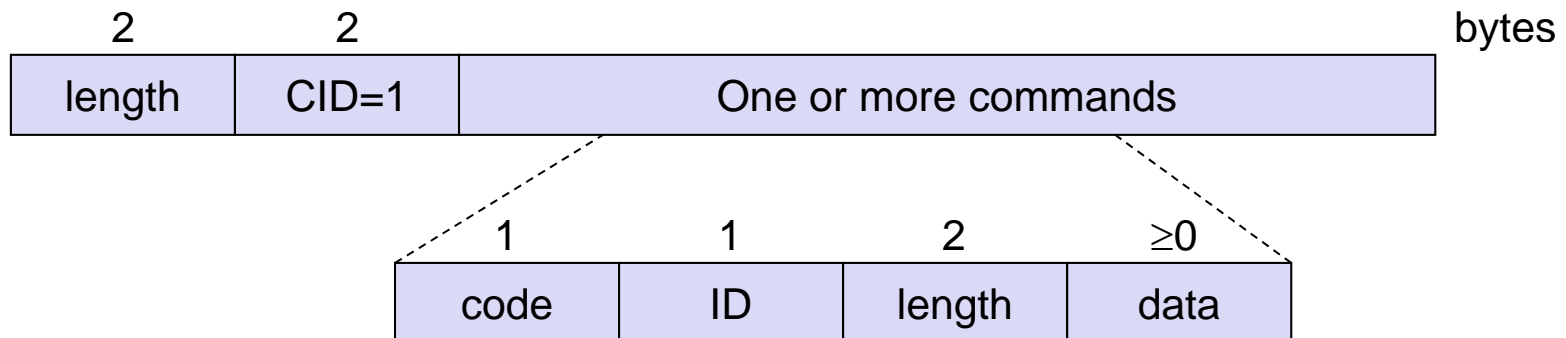 2 2 bytes
length CID=1 One or more commands
1 1 2 ≥0
code ID length data